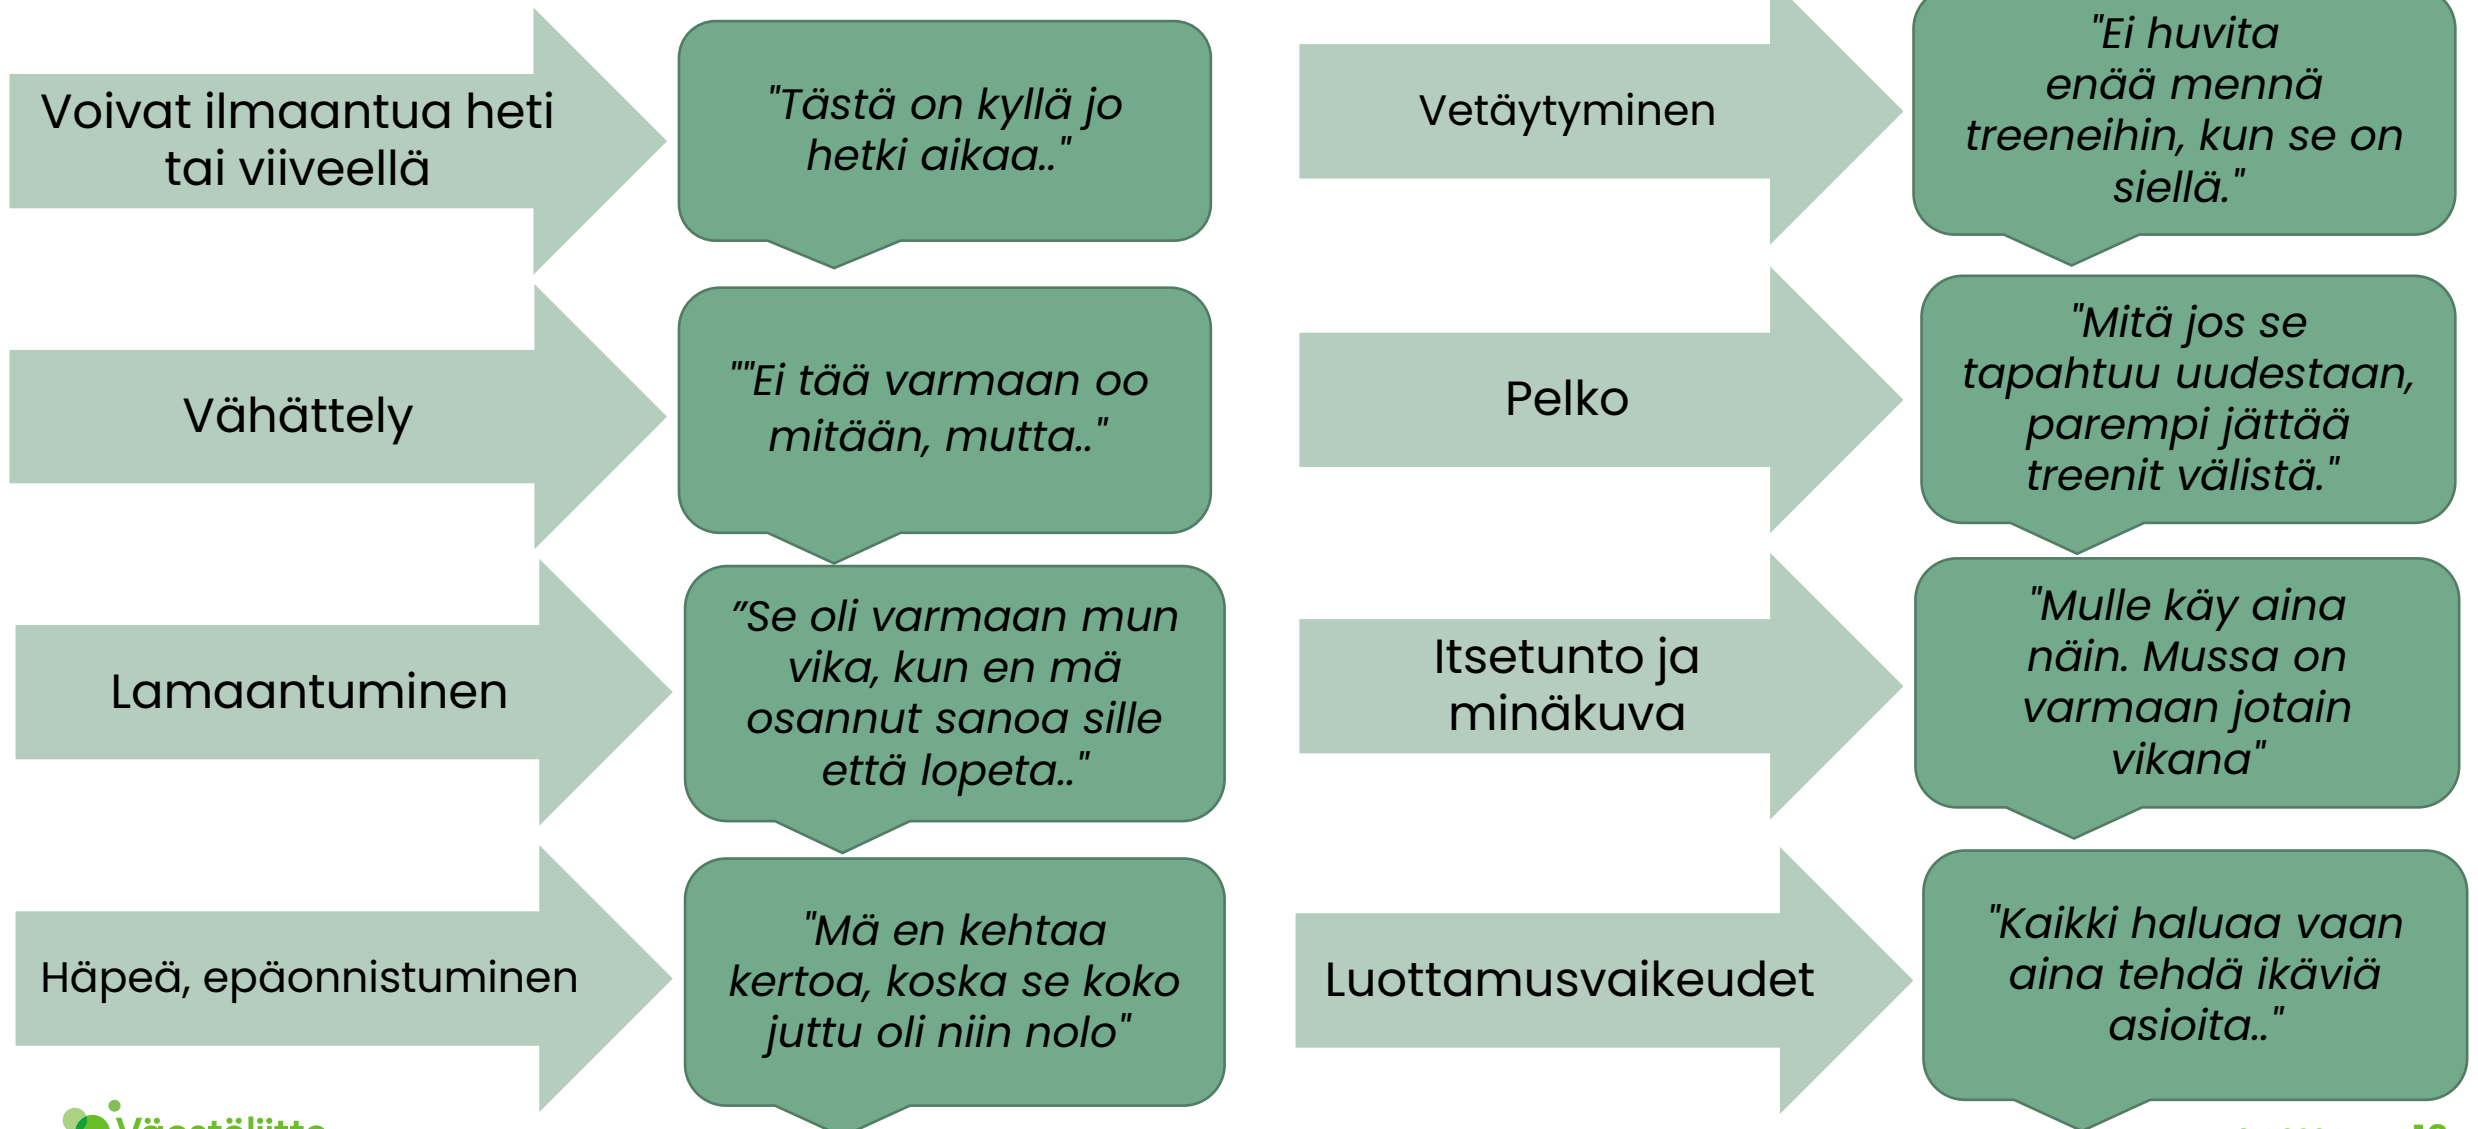 Voivat ilmaantua heti
tai viiveellä
"Tästä on kyllä jo
hetki aikaa.."
Vähättely
""Ei tää varmaan oo
mitään, mutta.."
Lamaantuminen
"Se oli varmaan mun
vika, kun en mä
osannut sanoa sille
että lopeta.."
Häpeä, epäonnistuminen
"Mä en kehtaa
kertoa, koska se koko
juttu oli niin nolo"
Vetäytyminen
"Ei huvita
enää mennä
treeneihin, kun se on
siellä."
Pelko
"Mitä jos se
tapahtuu uudestaan,
parempi jättää
treenit välistä."
Itsetunto ja
minäkuva
"Mulle käy aina
näin. Mussa on
varmaan jotain
vikana"
Luottamusvaikeudet
"Kaikki haluaa vaan
aina tehdä ikäviä
asioita.."
Väestöliitto